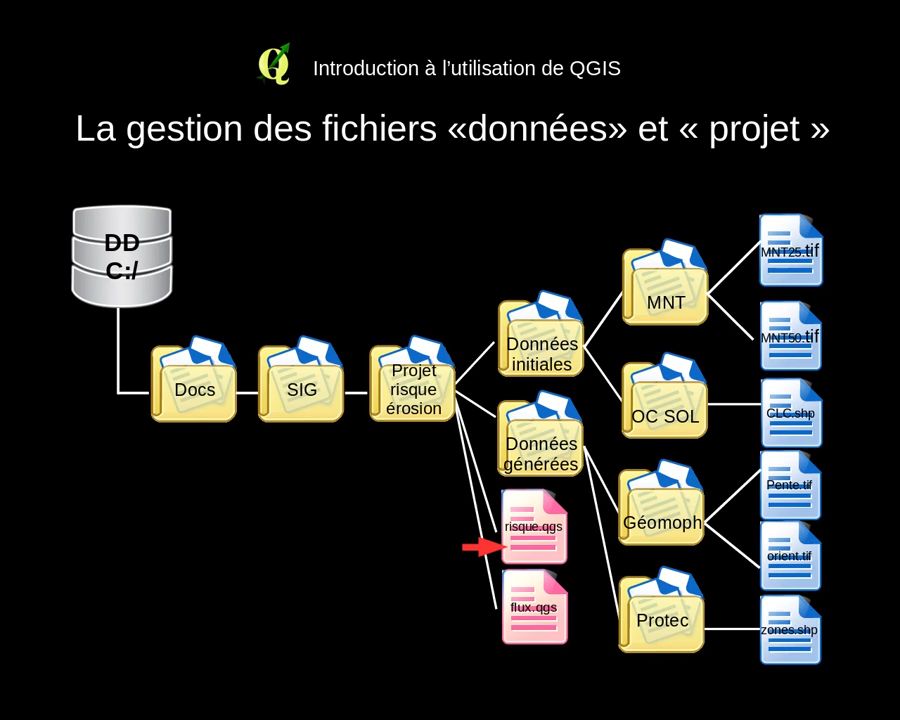 Introduction à l’utilisation de QGIS
La gestion des fichiers «données» et « projet »
DD
C:/
Docs
SIG
Projet
risque
érosion
Données
initiales
Données
générées
risque.qgs
flux.qgs
MNT
OC SOL
Géomoph
Protec
MNT25.tif
MNT50.tif
CLC.shp
Pente.tif
orient.tif
zones.shp